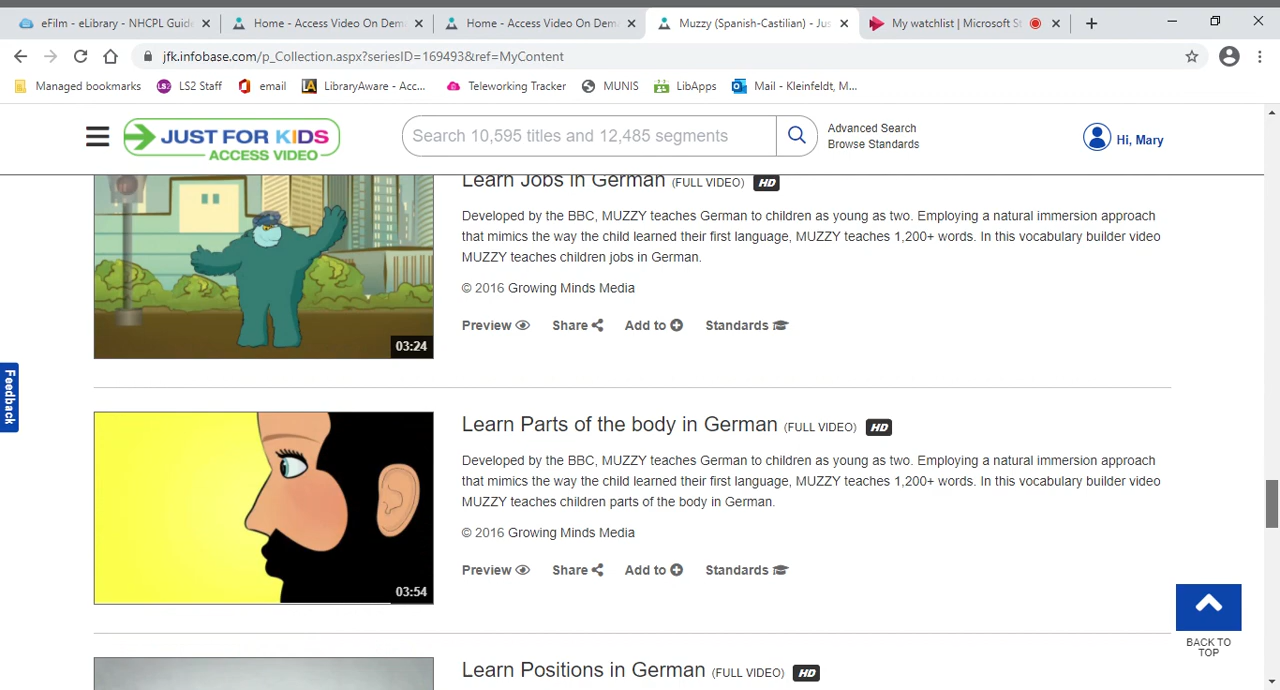 eFilm - eLibrary - NHCPL Guide
Home - Access Video On Dem
Home - Access Video On Dem
Muzzy (Spanish-Castilian) - Jus
My watchlist | Microsoft St
jfk.infobase.com/p_Collection.aspx?seriesID=169493&ref=MyContent
Managed bookmarks
LS2 Staff
email
LibraryAware - Acc...
Teleworking Tracker
MUNIS
LibApps
Mail - Kleinfeldt, M...
JUST FOR KIDS
ACCESS VIDEO
Search 10,595 titles and 12,485 segments
Advanced Search
Browse Standards
Hi, Mary
Learn Jobs in German (FULL VIDEO) HD
Developed by the BBC, MUZZY teaches German to children as young as two. Employing a natural immersion approach
that mimics the way the child learned their first language, MUZZY teaches 1,200+ words. In this vocabulary builder video
MUZZY teaches children jobs in German.
© 2016 Growing Minds Media
Preview Share Add to Standards
03:24
Feedback
Learn Parts of the body in German (FULL VIDEO) HD
Developed by the BBC, MUZZY teaches German to children as young as two. Employing a natural immersion approach
that mimics the way the child learned their first language, MUZZY teaches 1,200+ words. In this vocabulary builder video
MUZZY teaches children parts of the body in German.
© 2016 Growing Minds Media
Preview Share Add to Standards
03:54
BACK TO
TOP
Learn Positions in German (FULL VIDEO) HD